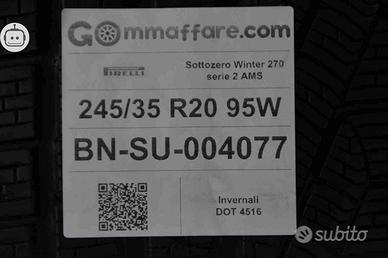 Gommaffare.com
PIRELLI
Sottozero Winter 270
serie 2 AMS
245/35 R20 95W
BN-SU-004077
Invernali
DOT 4516
subito